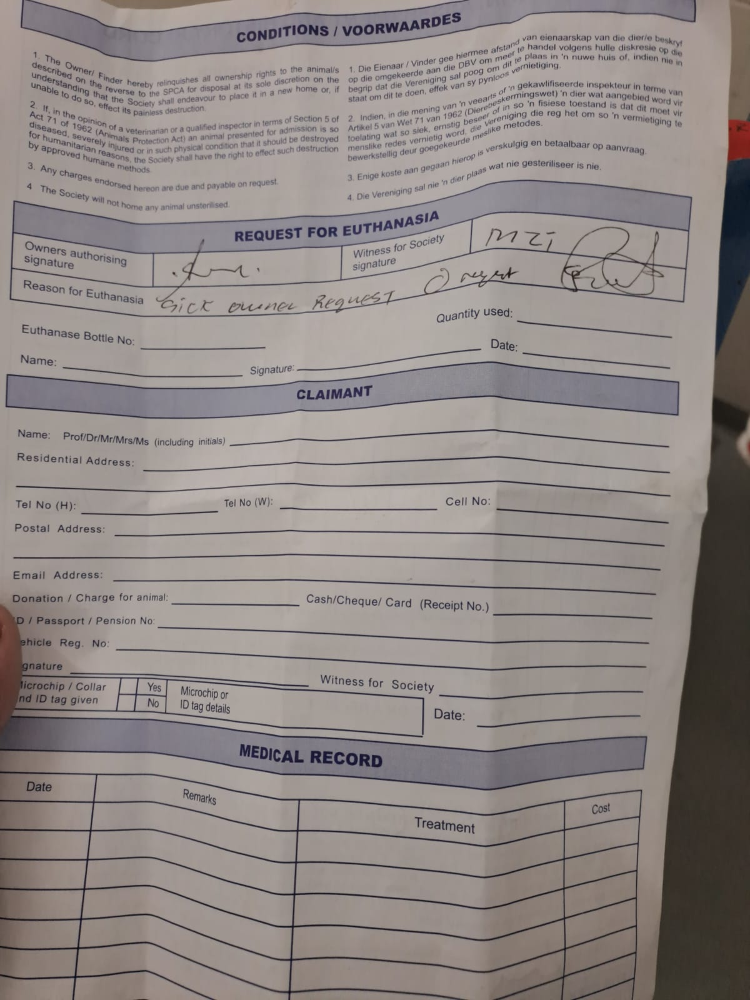 CONDITIONS / VOORWAARDES
1. The Owner/ Finder hereby relinquishes all ownership rights to the animal/s
described on the reverse to the SPCA for disposal at its sole discretion on the
understanding that the Society shall endeavour to place it in a new home or, if
unable to do so, effect its painless destruction.
2. If, in the opinion of a veterinarian or a qualified inspector in terms of Section 5 of
Act 71 of 1962 (Animals Protection Act) an animal presented for admission is so
diseased, severely injured or in such physical condition that it should be destroyed
for humanitarian reasons, the Society shall have the right to effect such destruction
by approved humane methods.
3. Any charges endorsed hereon are due and payable on request.
4 The Society will not home any animal unsterilised.
1. Die Eienaar / Vinder gee hiermee afstand van eienaarskap van die dier/e beskryf
op die omgekeerde aan die DBV om meer te handel volgens hulle diskresie op die
begrip dat die Vereniging sal poog om dit te plaas in 'n nuwe huis of, indien nie in
staat om dit te doen, effek van sy pynloos vernietiging.
2. Indien, in die mening van 'n veearts of 'n gekawlifiseerde inspekteur in terme van
Artikel 5 van Wet 71 van 1962 (Dierebeskermingswet) 'n dier wat aangebied word vir
toelating wat so siek, ernstig beseer of in so 'n fisiese toestand is dat dit moet vir
menslike redes vernietig word, die Vereniging die reg het om so 'n vermietiging te
bewerkstellig deur goegekeurde meslike metodes.
3. Enige koste aan gegaan hierop is verskulgig en betaalbaar op aanvraag.
4. Die Vereniging sal nie 'n dier plaas wat nie gesteriliseer is nie.
REQUEST FOR EUTHANASIA
Owners authorising
signature
Witness for Society
signature
MZI
Reason for Euthanasia SICK OWNER REQUEST
Euthanase Bottle No:
Quantity used:
Name:
Signature:
Date:
CLAIMANT
Name: Prof/Dr/Mr/Mrs/Ms (including initials)
Residential Address:
Tel No (H):
Tel No (W):
Cell No:
Postal Address:
Email Address:
Donation / Charge for animal:
Cash/Cheque/ Card (Receipt No.)
D / Passport / Pension No:
ehicle Reg. No:
gnature
Witness for Society
Microchip / Collar
nd ID tag given
Yes
No
Microchip or
ID tag details
Date:
MEDICAL RECORD
Date
Remarks
Treatment
Cost